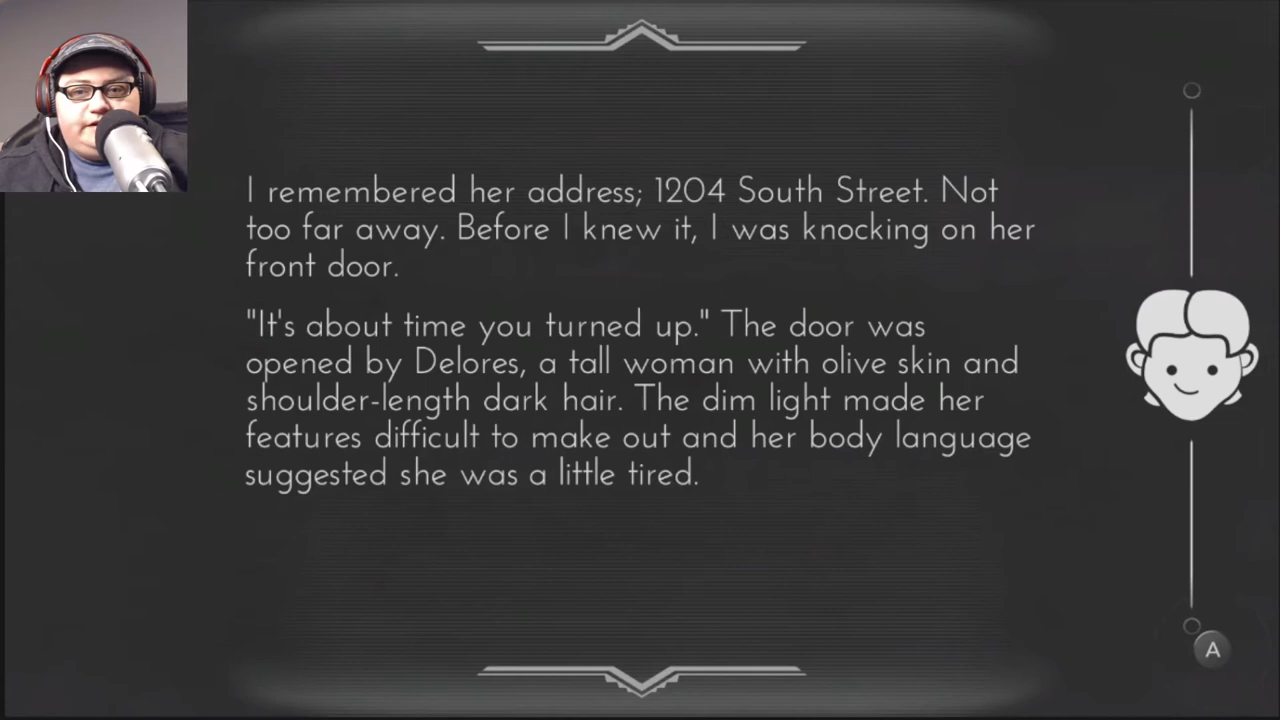 I remembered her address; 1204 South Street. Not
too far away. Before I knew it, I was knocking on her
front door.
"It's about time you turned up." The door was
opened by Delores, a tall woman with olive skin and
shoulder-length dark hair. The dim light made her
features difficult to make out and her body language
suggested she was a little tired.
A